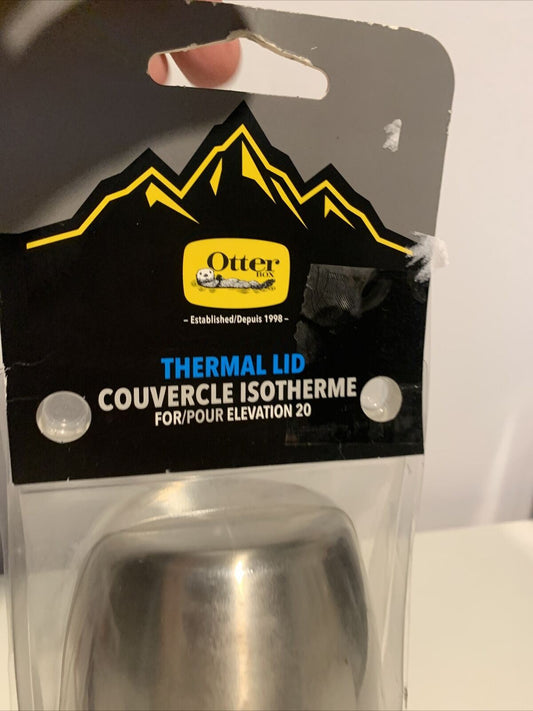 Otter
BOX
– Established/Depuis 1998 –
THERMAL LID
COUVERCLE ISOTHERME
FOR/POUR ELEVATION 20